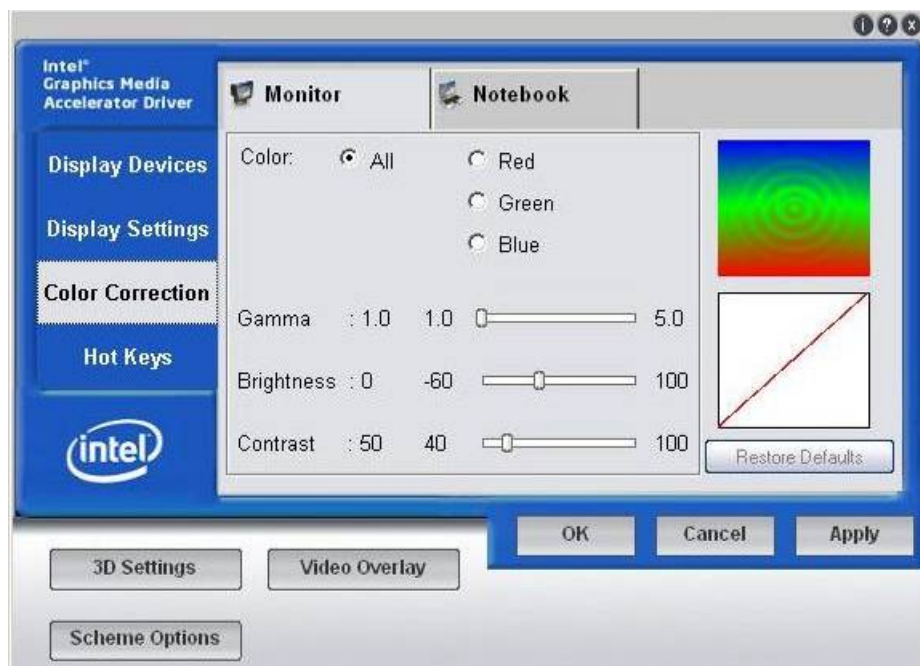 Intel®
Graphics Media
Accelerator Driver
Monitor
Notebook
Display Devices
Display Settings
Color Correction
Hot Keys
intel
Color: All Red
Green
Blue
Gamma : 1.0 1.0 5.0
Brightness : 0 -60 100
Contrast : 50 40 100
Restore Defaults
OK Cancel Apply
3D Settings Video Overlay
Scheme Options